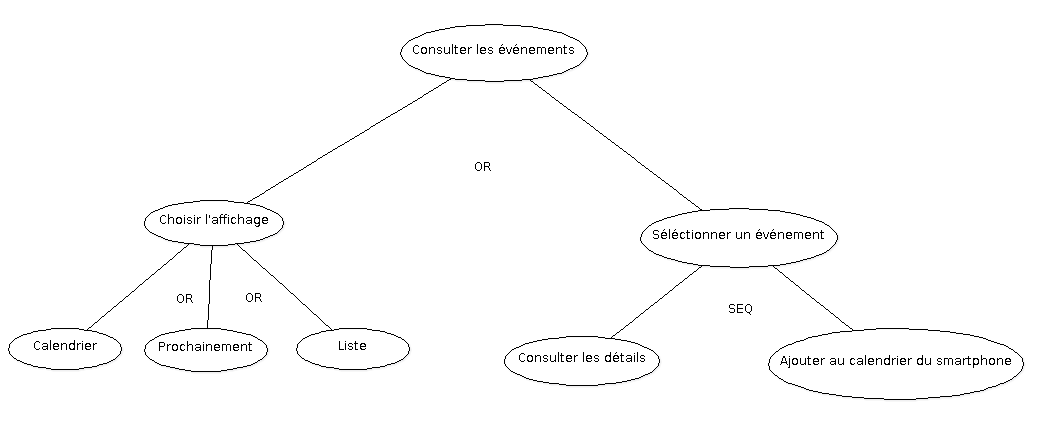 Consulter les événements
OR
Choisir l'affichage
Séléctionner un événement
OR
OR
SEQ
Calendrier
Prochainement
Liste
Consulter les détails
Ajouter au calendrier du smartphone